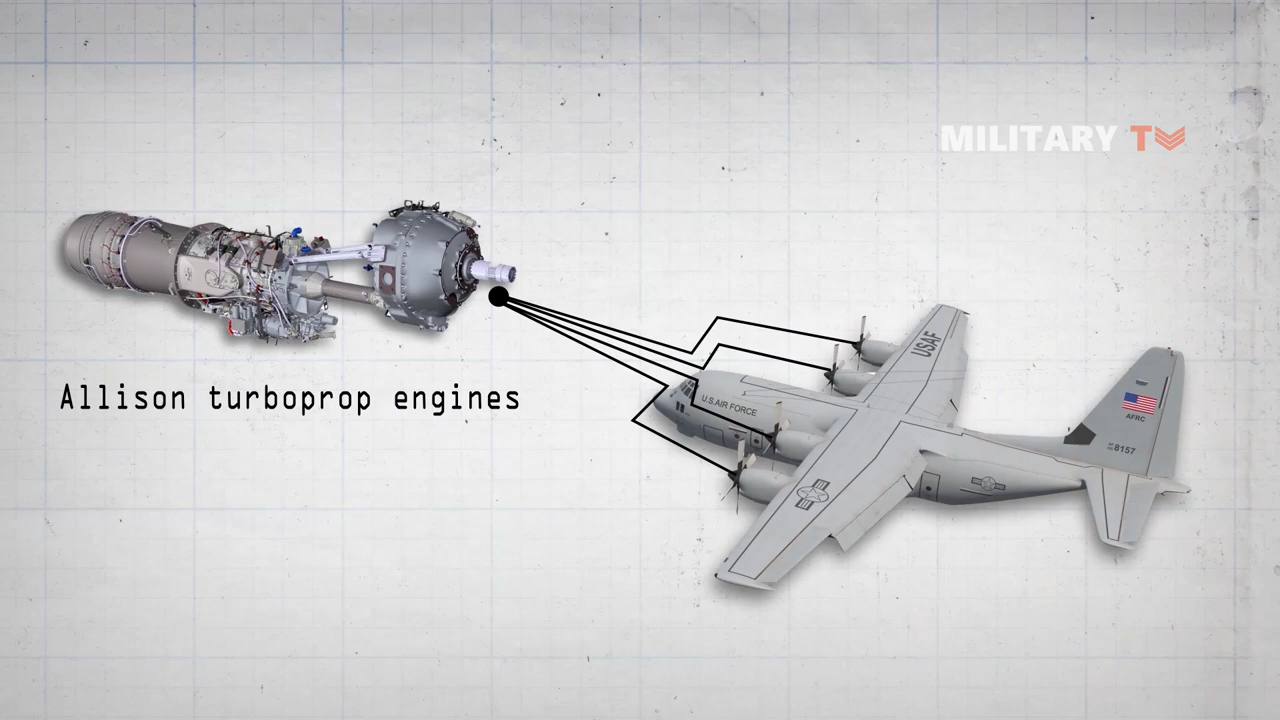 MILITARY TV
Allison turboprop engines
USAF
U.S.AIR FORCE
AFRC
8157